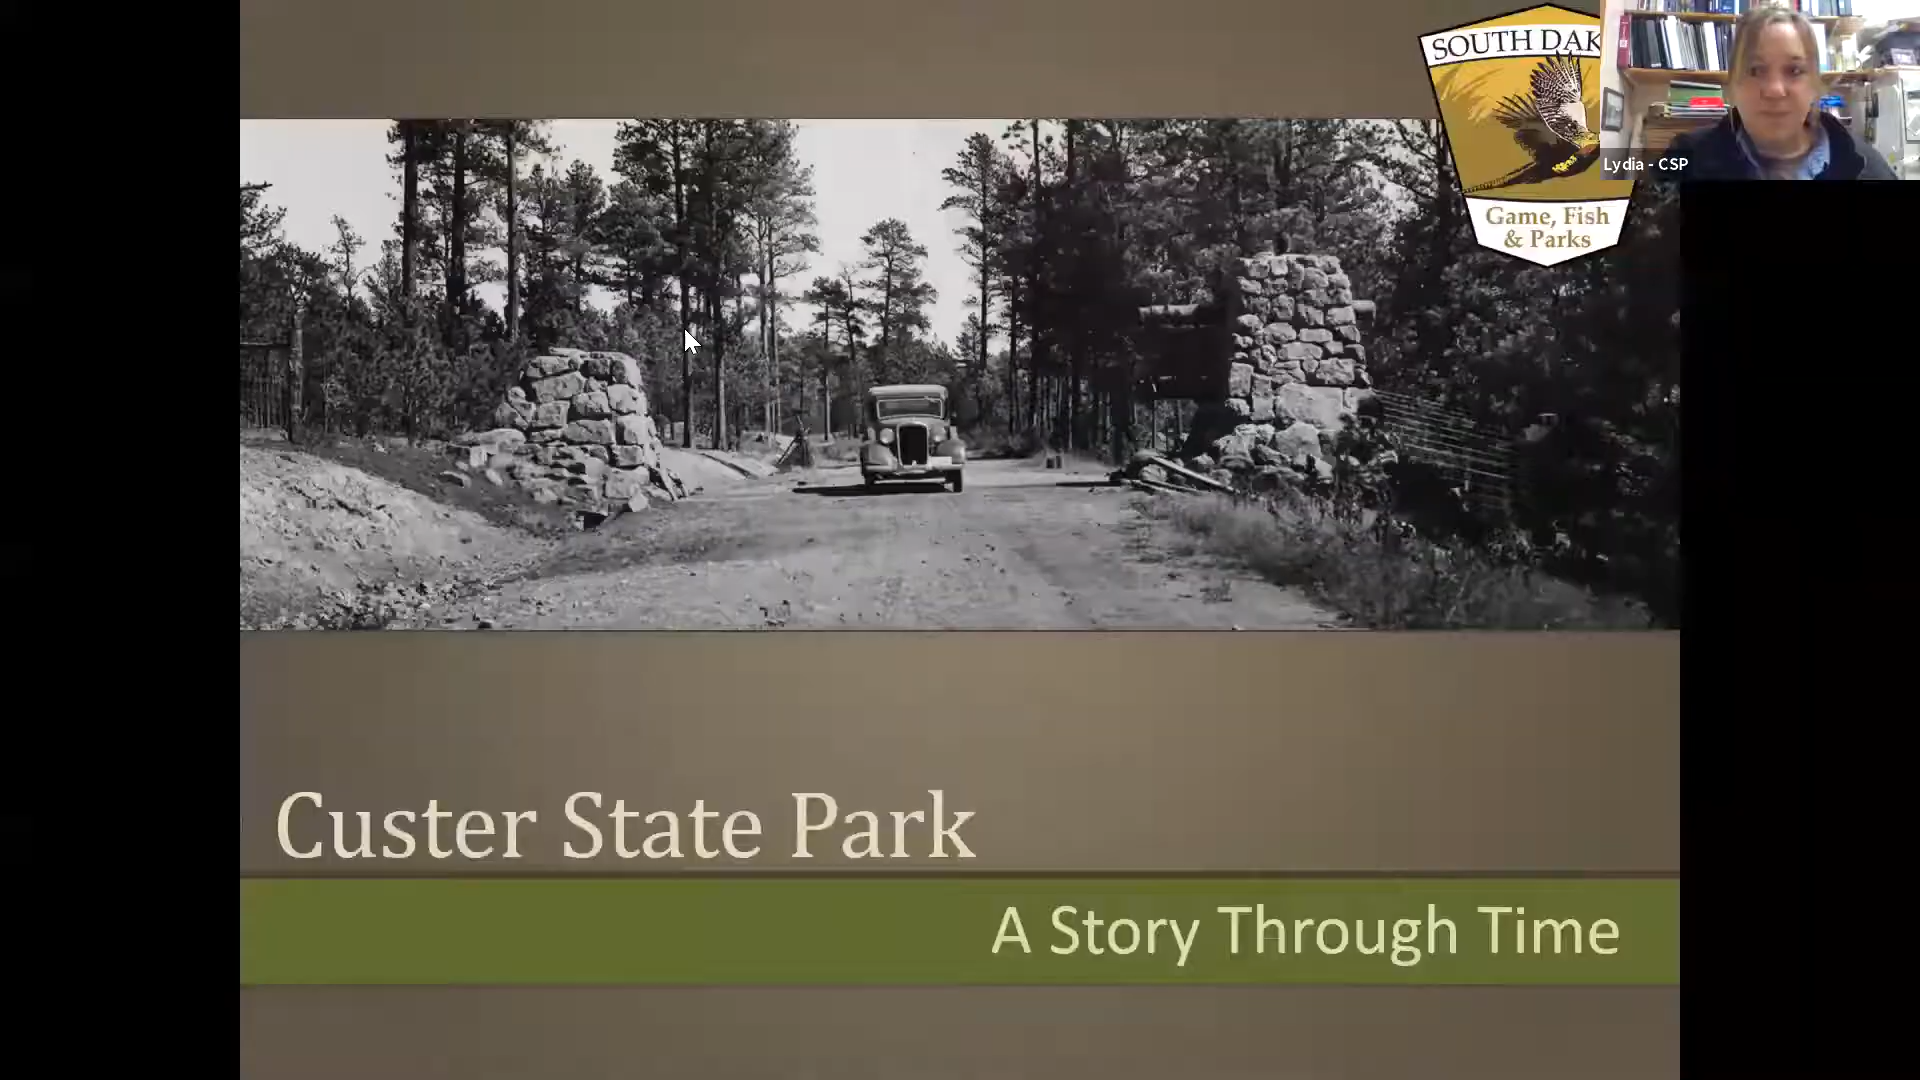 SOUTH DAK
Game, Fish
& Parks
Lydia - CSP
Custer State Park
A Story Through Time